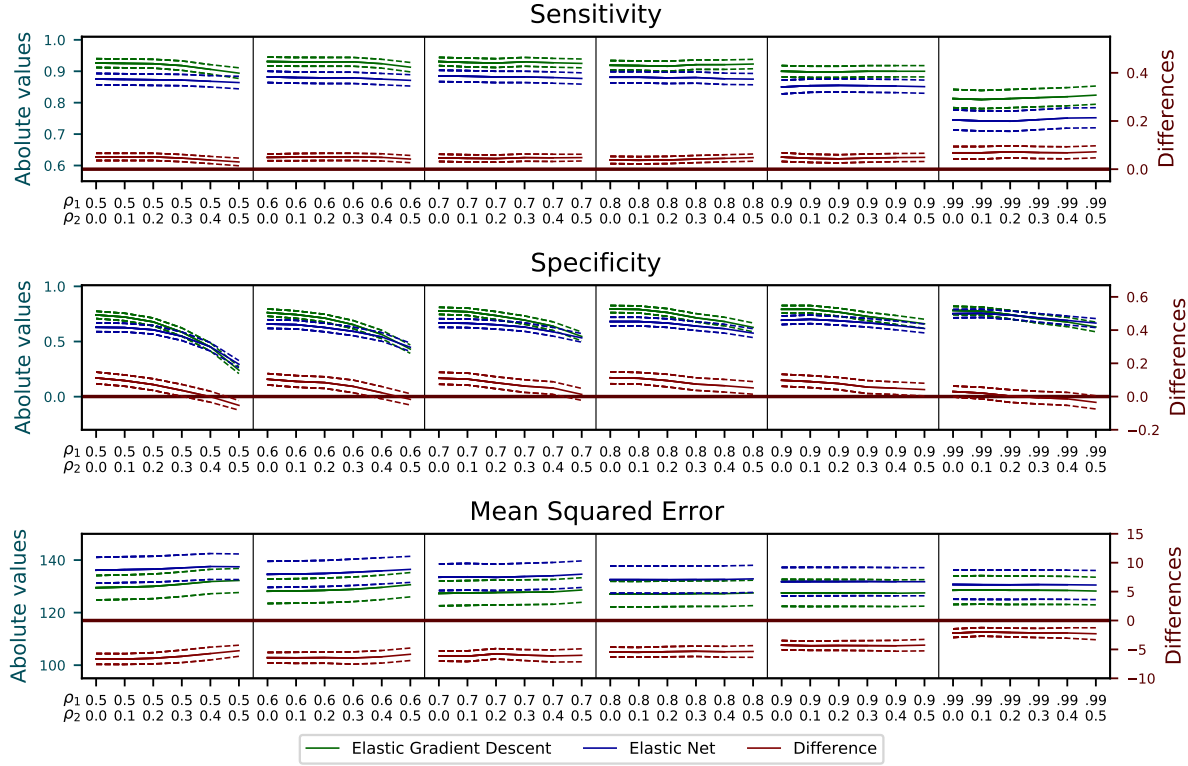 Sensitivity
Abolute values
1.0
0.9
0.8
0.7
0.6
0.4
0.2
0.0
Differences
ρ1 0.5 0.5 0.5 0.5 0.5 0.5 0.6 0.6 0.6 0.6 0.6 0.6 0.7 0.7 0.7 0.7 0.7 0.7 0.8 0.8 0.8 0.8 0.8 0.8 0.9 0.9 0.9 0.9 0.9 0.9 .99 .99 .99 .99 .99 .99
ρ2 0.0 0.1 0.2 0.3 0.4 0.5 0.0 0.1 0.2 0.3 0.4 0.5 0.0 0.1 0.2 0.3 0.4 0.5 0.0 0.1 0.2 0.3 0.4 0.5 0.0 0.1 0.2 0.3 0.4 0.5 0.0 0.1 0.2 0.3 0.4 0.5
Specificity
Abolute values
1.0
0.5
0.0
0.6
0.4
0.2
0.0
−0.2
Differences
ρ1 0.5 0.5 0.5 0.5 0.5 0.5 0.6 0.6 0.6 0.6 0.6 0.6 0.7 0.7 0.7 0.7 0.7 0.7 0.8 0.8 0.8 0.8 0.8 0.8 0.9 0.9 0.9 0.9 0.9 0.9 .99 .99 .99 .99 .99 .99
ρ2 0.0 0.1 0.2 0.3 0.4 0.5 0.0 0.1 0.2 0.3 0.4 0.5 0.0 0.1 0.2 0.3 0.4 0.5 0.0 0.1 0.2 0.3 0.4 0.5 0.0 0.1 0.2 0.3 0.4 0.5 0.0 0.1 0.2 0.3 0.4 0.5
Mean Squared Error
Abolute values
140
120
100
15
10
5
0
−5
−10
Differences
ρ1 0.5 0.5 0.5 0.5 0.5 0.5 0.6 0.6 0.6 0.6 0.6 0.6 0.7 0.7 0.7 0.7 0.7 0.7 0.8 0.8 0.8 0.8 0.8 0.8 0.9 0.9 0.9 0.9 0.9 0.9 .99 .99 .99 .99 .99 .99
ρ2 0.0 0.1 0.2 0.3 0.4 0.5 0.0 0.1 0.2 0.3 0.4 0.5 0.0 0.1 0.2 0.3 0.4 0.5 0.0 0.1 0.2 0.3 0.4 0.5 0.0 0.1 0.2 0.3 0.4 0.5 0.0 0.1 0.2 0.3 0.4 0.5
Elastic Gradient Descent Elastic Net Difference